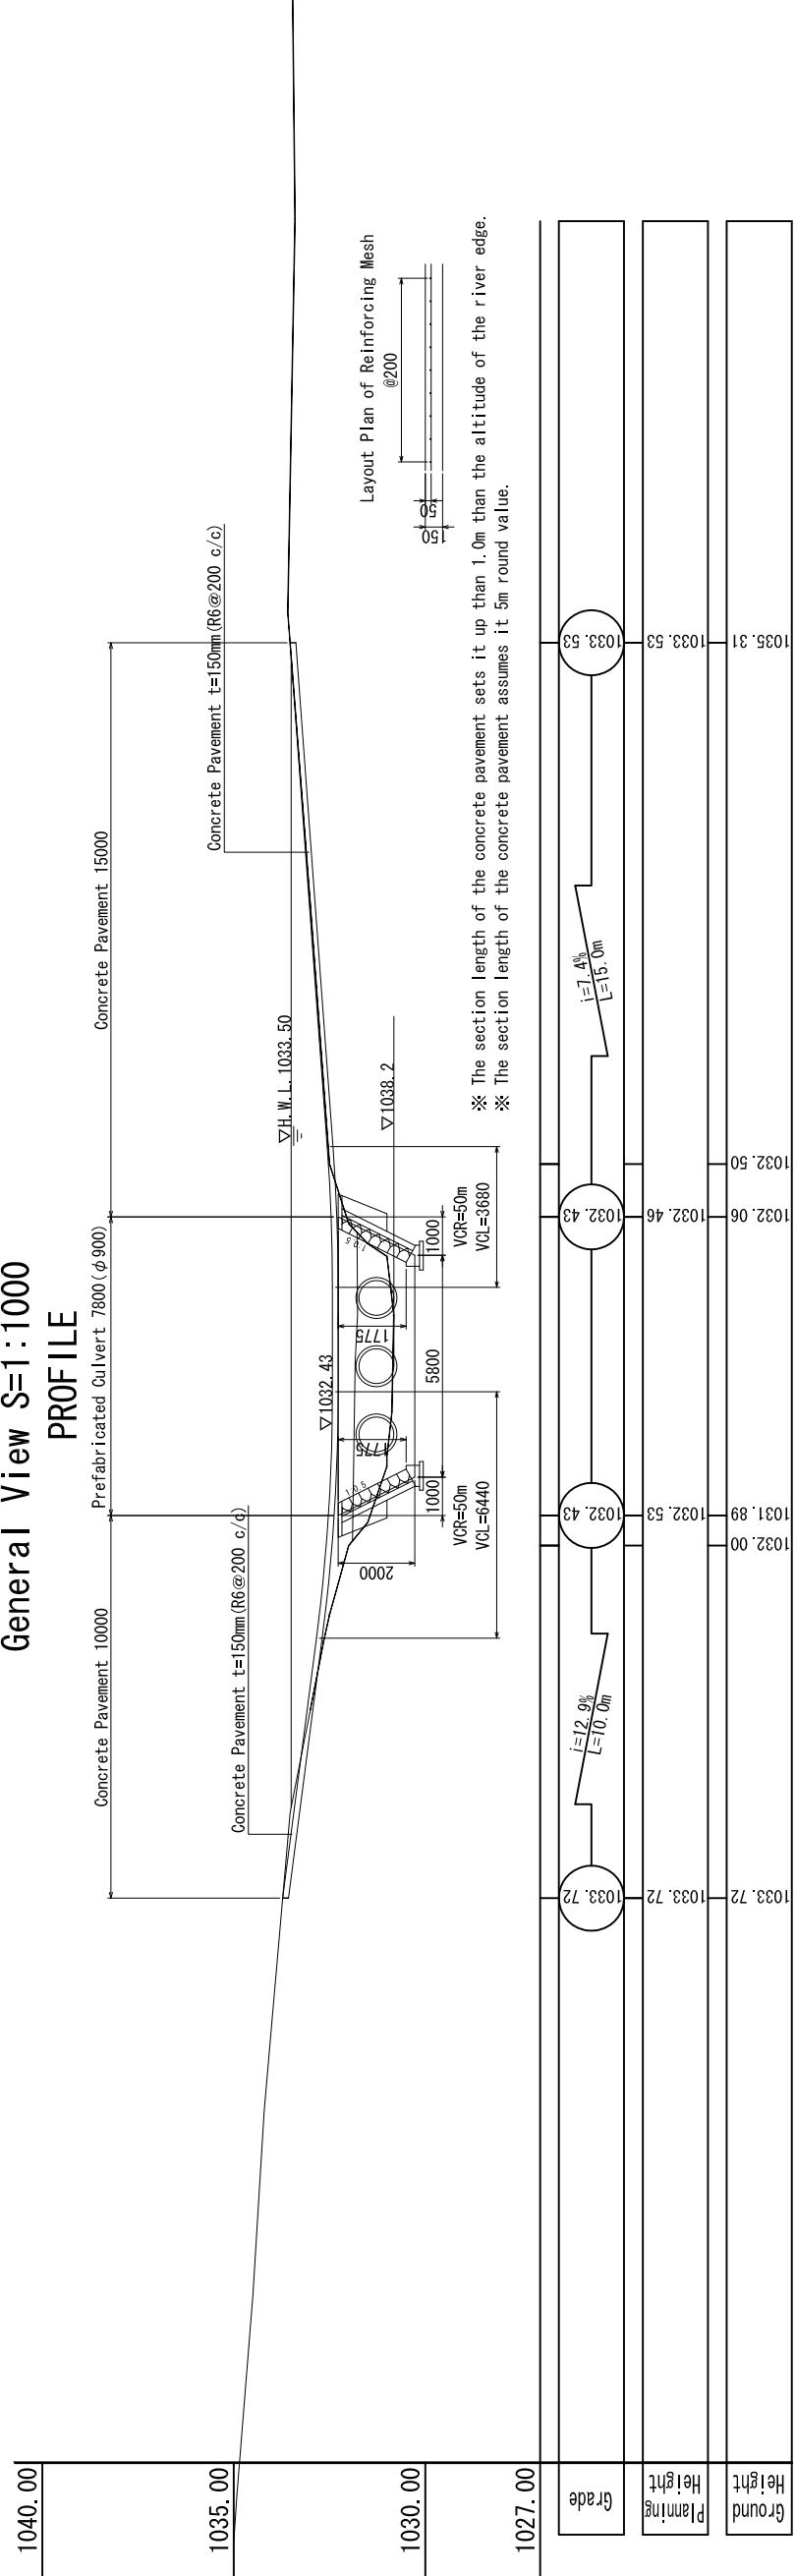 General View S=1:1000
PROFILE
Concrete Pavement 10000
Prefabricated Culvert 7800(φ900)
Concrete Pavement 15000
Concrete Pavement t=150mm(R6@200 c/c)
Concrete Pavement t=150mm(R6@200 c/c)
▽H.W.L.1033.50
▽1032.43
▽1038.2
1:0.5
1:0.5
2000
1775
1775
1000
5800
1000
VCR=50m
VCL=6440
VCR=50m
VCL=3680
Layout Plan of Reinforcing Mesh
@200
50
150
※ The section length of the concrete pavement sets it up than 1.0m than the altitude of the river edge.
※ The section length of the concrete pavement assumes it 5m round value.
1040.00
1035.00
1030.00
1027.00
Grade
1033.72
i=12.9%
L=10.0m
1032.43
1032.43
i=7.4%
L=15.0m
1033.53
Planning
Height
1033.72
1032.53
1032.46
1033.53
Ground
Height
1033.72
1032.00
1031.89
1032.06
1032.50
1035.31